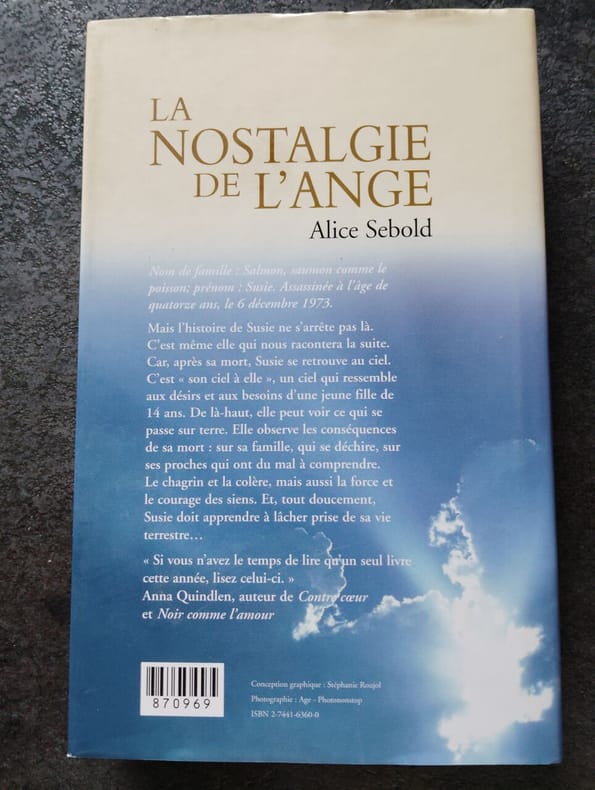 LA
NOSTALGIE
DE L'ANGE
Alice Sebold
Nom de famille : Salmon, saumon comme le
poisson; prénom : Susie. Assassinée à l'âge de
quatorze ans, le 6 décembre 1973.
Mais l'histoire de Susie ne s'arrête pas là.
C'est même elle qui nous racontera la suite.
Car, après sa mort, Susie se retrouve au ciel.
C'est « son ciel à elle », un ciel qui ressemble
aux désirs et aux besoins d'une jeune fille de
14 ans. De là-haut, elle peut voir ce qui se
passe sur terre. Elle observe les conséquences
de sa mort : sur sa famille, qui se déchire, sur
ses proches qui ont du mal à comprendre.
Le chagrin et la colère, mais aussi la force et
le courage des siens. Et, tout doucement,
Susie doit apprendre à lâcher prise de sa vie
terrestre…
« Si vous n'avez le temps de lire qu'un seul livre
cette année, lisez celui-ci. »
Anna Quindlen, auteur de Contre cœur
et Noir comme l'amour
870969
Conception graphique : Stéphanie Roujol
Photographie : Age - Photononstop
ISBN 2-7441-6360-0